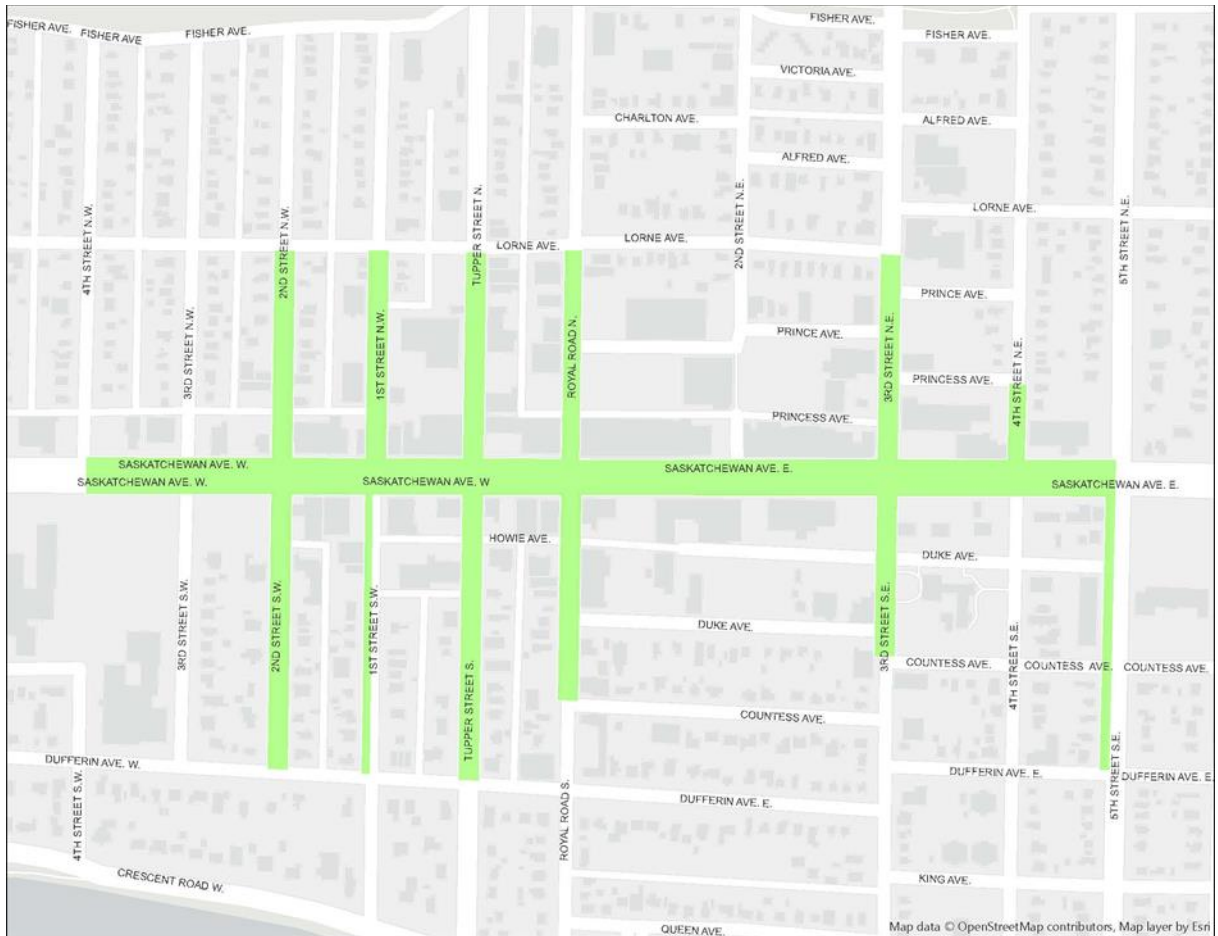 FISHER AVE.
FISHER AVE
FISHER AVE.
FISHER AVE.
FISHER AVE.
VICTORIA AVE.
CHARLTON AVE.
ALFRED AVE.
ALFRED AVE.
4TH STREET N.W.
2ND STREET N.W.
TUPPER STREET N.
2ND STREET N.E.
5TH STREET N.E.
LORNE AVE.
LORNE AVE.
LORNE AVE.
3RD STREET N.W.
1ST STREET N.W.
ROYAL ROAD N.
3RD STREET N.E.
PRINCE AVE.
PRINCE AVE.
PRINCESS AVE.
PRINCESS AVE.
4TH STREET N.E.
SASKATCHEWAN AVE. W.
SASKATCHEWAN AVE. E.
SASKATCHEWAN AVE. W.
SASKATCHEWAN AVE. W
SASKATCHEWAN AVE. E.
HOWIE AVE.
DUKE AVE.
DUKE AVE.
3RD STREET S.W.
2ND STREET S.W.
1ST STREET S.W.
TUPPER STREET S.
3RD STREET S.E.
4TH STREET S.E.
COUNTESS AVE.
COUNTESS AVE.
COUNTESS AVE.
COUNTESS AVE.
5TH STREET S.E.
DUFFERIN AVE. W.
DUFFERIN AVE. E.
DUFFERIN AVE. E.
DUFFERIN AVE. E.
4TH STREET S.W.
ROYAL ROAD S.
CRESCENT ROAD W.
KING AVE.
QUEEN AVE.
Map data © OpenStreetMap contributors, Map layer by Esri